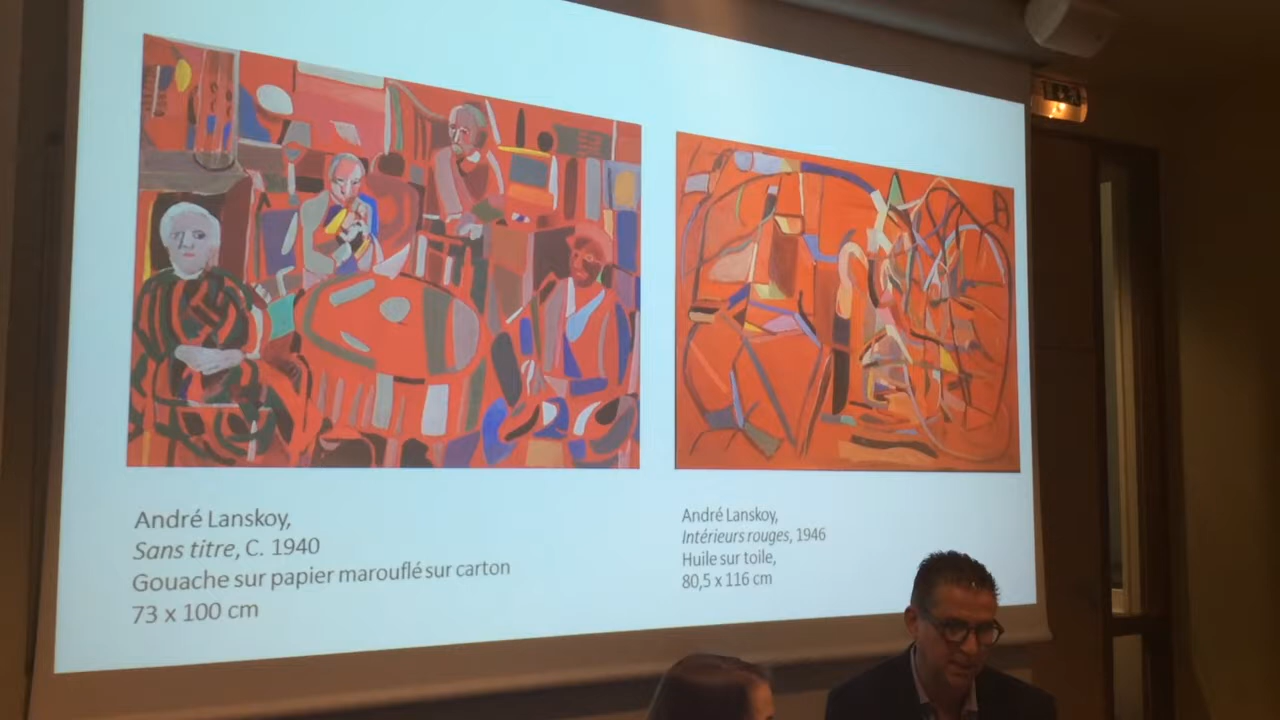 André Lanskoy,
Sans titre, C. 1940
Gouache sur papier marouflé sur carton
73 x 100 cm
André Lanskoy,
Intérieurs rouges, 1946
Huile sur toile,
80,5 x 116 cm